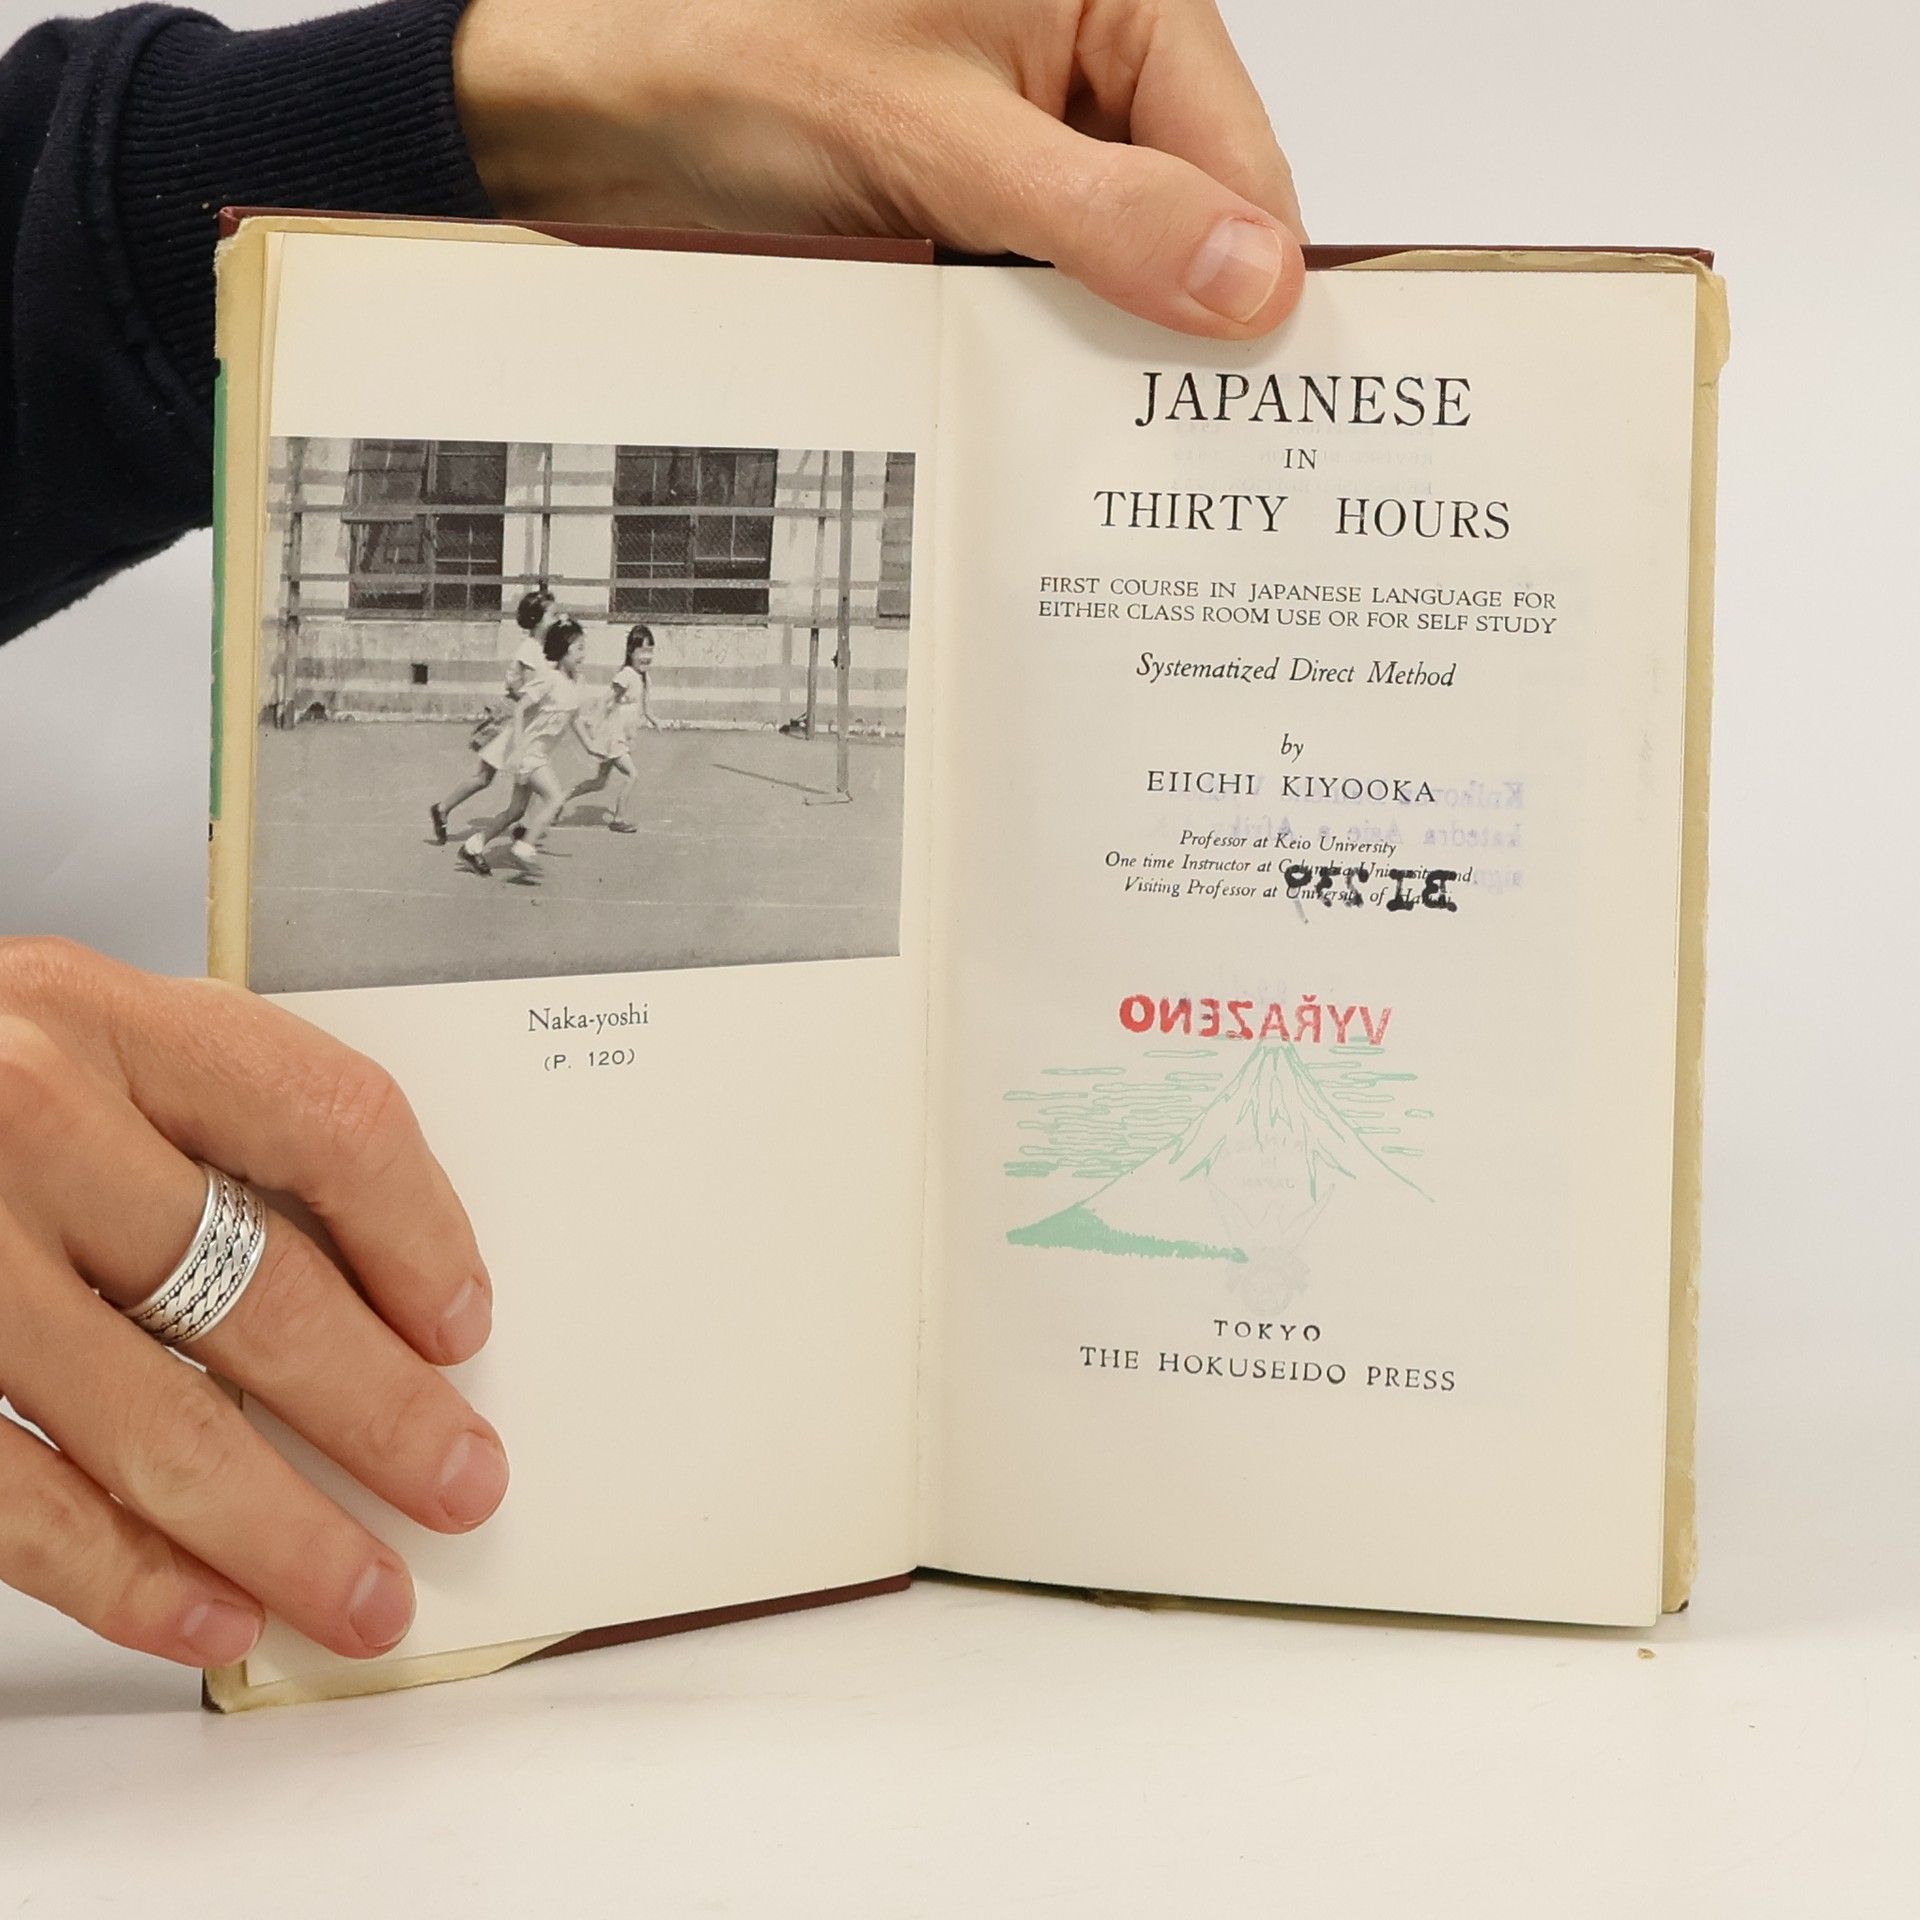 Naka-yoshi
(P. 120)
JAPANESE
IN
THIRTY HOURS
FIRST COURSE IN JAPANESE LANGUAGE FOR
EITHER CLASS ROOM USE OR FOR SELF STUDY
Systematized Direct Method
by
EIICHI KIYOOKA
Professor at Keio University
One time Instructor at Columbia University and
Visiting Professor at University of Hawaii
VYŘAZENO
TOKYO
THE HOKUSEIDO PRESS